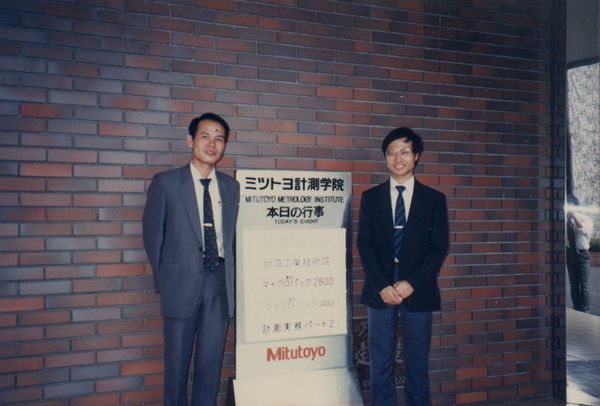 ミツトヨ計測学院
MITUTOYO METROLOGY INSTITUTE
本日の行事
TODAY'S EVENT
台湾工業技術院
マイクロパック2800
マイクロパック400
計測実務パート2
Mitutoyo